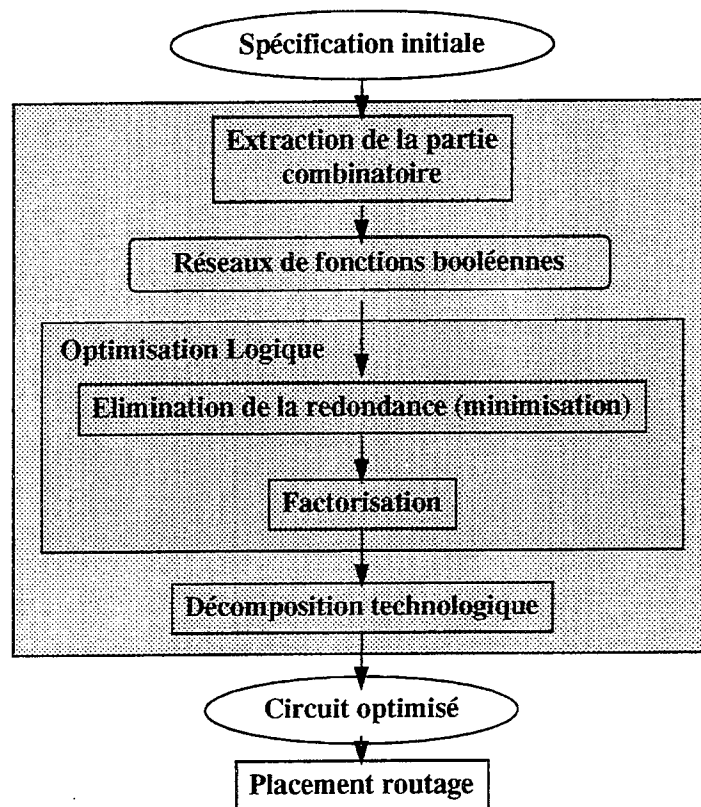 Spécification initiale
Extraction de la partie
combinatoire
Réseaux de fonctions booléennes
Optimisation Logique
Elimination de la redondance (minimisation)
Factorisation
Décomposition technologique
Circuit optimisé
Placement routage